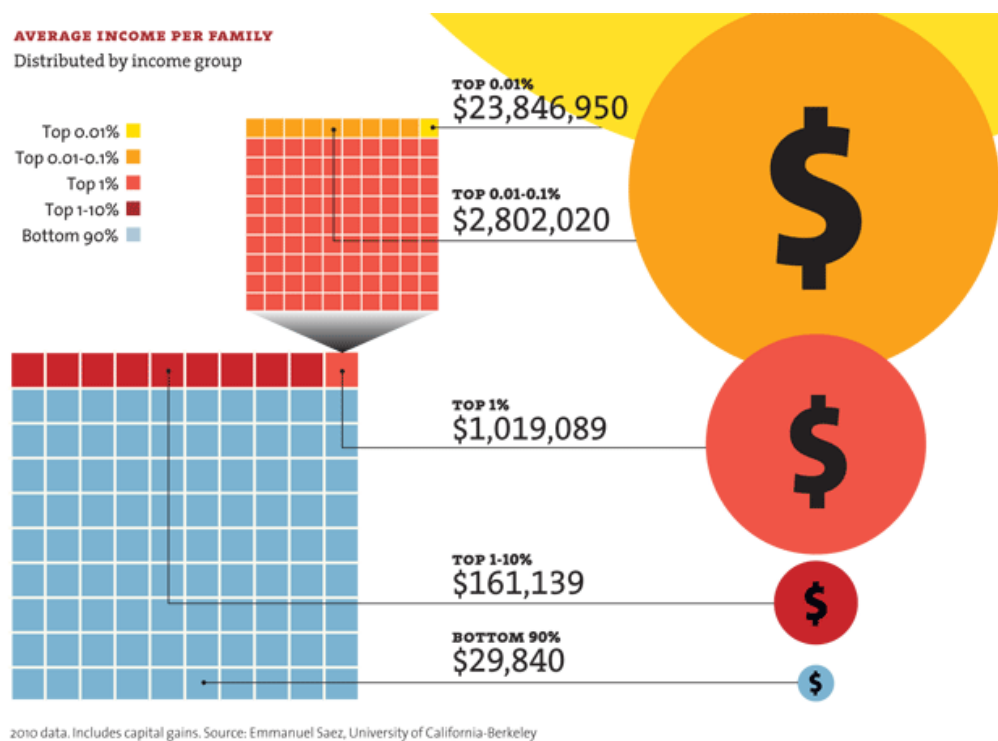 AVERAGE INCOME PER FAMILY
Distributed by income group
Top 0.01%
Top 0.01-0.1%
Top 1%
Top 1-10%
Bottom 90%
TOP 0.01%
$23,846,950
TOP 0.01-0.1%
$2,802,020
TOP 1%
$1,019,089
TOP 1-10%
$161,139
BOTTOM 90%
$29,840
$
$
$
$
2010 data. Includes capital gains. Source: Emmanuel Saez, University of California-Berkeley